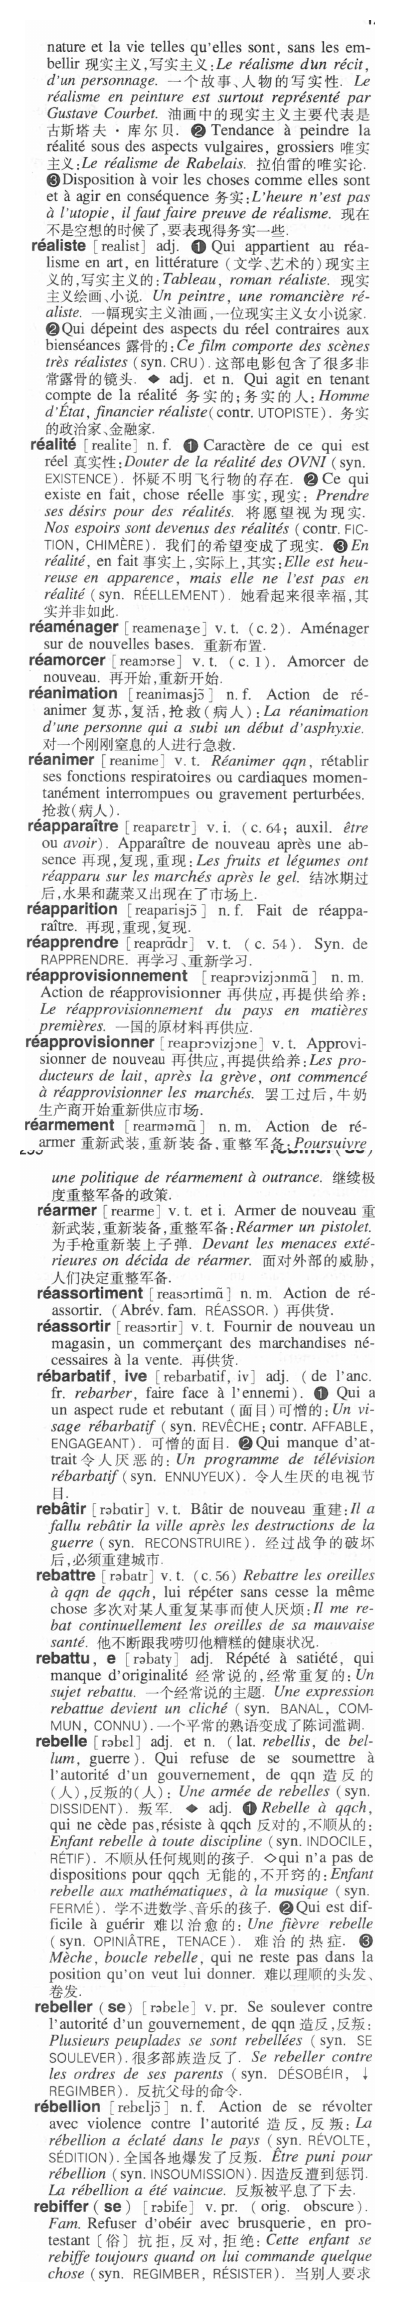 nature et la vie telles qu'elles sont, sans les em-
bellir 现实主义,写实主义:Le réalisme d'un récit,
d'un personnage. 一个故事、人物的写实性. Le
réalisme en peinture est surtout représenté par
Gustave Courbet. 油画中的现实主义主要代表是
古斯塔夫·库尔贝. ❷ Tendance à peindre la
réalité sous des aspects vulgaires, grossiers 唯实
主义:Le réalisme de Rabelais. 拉伯雷的唯实论.
❸Disposition à voir les choses comme elles sont
et à agir en conséquence 务实:L'heure n'est pas
à l'utopie, il faut faire preuve de réalisme. 现在
不是空想的时候了,要表现得务实一些.
réaliste [realist] adj. ❶ Qui appartient au réa-
lisme en art, en littérature (文学、艺术的)现实主
义的,写实主义的:Tableau, roman réaliste. 现实
主义绘画、小说. Un peintre, une romancière ré-
aliste. 一幅现实主义油画,一位现实主义女小说家.
❷Qui dépeint des aspects du réel contraires aux
bienséances 露骨的:Ce film comporte des scènes
très réalistes (syn. CRU). 这部电影包含了很多非
常露骨的镜头. ◆ adj. et n. Qui agit en tenant
compte de la réalité 务实的;务实的人:Homme
d'État, financier réaliste(contr. UTOPISTE). 务实
的政治家、金融家.
réalité [realite] n. f. ❶ Caractère de ce qui est
réel 真实性:Douter de la réalité des OVNI (syn.
EXISTENCE). 怀疑不明飞行物的存在. ❷ Ce qui
existe en fait, chose réelle 事实,现实: Prendre
ses désirs pour des réalités. 将愿望视为现实.
Nos espoirs sont devenus des réalités (contr. FIC-
TION, CHIMÈRE). 我们的希望变成了现实. ❸En
réalité, en fait 事实上,实际上,其实:Elle est heu-
reuse en apparence, mais elle ne l'est pas en
réalité (syn. RÉELLEMENT). 她看起来很幸福,其
实并非如此.
réaménager [reamenaʒe] v. t. (c. 2). Aménager
sur de nouvelles bases. 重新布置.
réamorcer [reamɔrse] v. t. (c. 1). Amorcer de
nouveau. 再开始,重新开始.
réanimation [reanimasjɔ̃] n. f. Action de ré-
animer 复苏,复活,抢救(病人):La réanimation
d'une personne qui a subi un début d'asphyxie.
对一个刚刚窒息的人进行急救.
réanimer [reanime] v. t. Réanimer qqn, rétablir
ses fonctions respiratoires ou cardiaques momen-
tanément interrompues ou gravement perturbées.
抢救(病人).
réapparaître [reaparɛtr] v. i. (c. 64; auxil. être
ou avoir). Apparaître de nouveau après une ab-
sence 再现,复现,重现:Les fruits et légumes ont
réapparu sur les marchés après le gel. 结冰期过
后,水果和蔬菜又出现在了市场上.
réapparition [reaparisjɔ̃] n. f. Fait de réappa-
raître. 再现,重现,复现.
réapprendre [reaprɑ̃dr] v. t. (c. 54). Syn. de
RAPPRENDRE. 再学习、重新学习.
réapprovisionnement [reaprɔvizjɔnmɑ̃] n. m.
Action de réapprovisionner 再供应,再提供给养:
Le réapprovisionnement du pays en matières
premières. 一国的原材料再供应.
réapprovisionner [reaprɔvizjɔne] v. t. Approvi-
sionner de nouveau 再供应,再提供给养:Les pro-
ducteurs de lait, après la grève, ont commencé
à réapprovisionner les marchés. 罢工过后,牛奶
生产商开始重新供应市场.
réarmement [rearməmɑ̃] n. m. Action de ré-
armer 重新武装,重新装备,重整军备:Poursuivre
une politique de réarmement à outrance. 继续极
度重整军备的政策.
réarmer [rearme] v. t. et i. Armer de nouveau 重
新武装,重新装备,重整军备:Réarmer un pistolet.
为手枪重新装上子弹. Devant les menaces exté-
rieures on décida de réarmer. 面对外部的威胁,
人们决定重整军备.
réassortiment [reasɔrtimɑ̃] n. m. Action de ré-
assortir. (Abrév. fam. RÉASSOR.) 再供货.
réassortir [reasɔrtir] v. t. Fournir de nouveau un
magasin, un commerçant des marchandises né-
cessaires à la vente. 再供货.
rébarbatif, ive [rebarbatif, iv] adj. (de l'anc.
fr. rebarber, faire face à l'ennemi). ❶ Qui a
un aspect rude et rebutant (面目)可憎的: Un vi-
sage rébarbatif (syn. REVÊCHE; contr. AFFABLE,
ENGAGEANT). 可憎的面目. ❷Qui manque d'at-
trait 令人厌恶的: Un programme de télévision
rébarbatif (syn. ENNUYEUX). 令人生厌的电视节
目.
rebâtir [rəbɑtir] v. t. Bâtir de nouveau 重建:Il a
fallu rebâtir la ville après les destructions de la
guerre (syn. RECONSTRUIRE). 经过战争的破坏
后,必须重建城市.
rebattre [rəbatr] v. t. (c. 56) Rebattre les oreilles
à qqn de qqch, lui répéter sans cesse la même
chose 多次对某人重复某事而使人厌烦:Il me re-
bat continuellement les oreilles de sa mauvaise
santé. 他不断跟我唠叨他糟糕的健康状况.
rebattu, e [rəbaty] adj. Répété à satiété, qui
manque d'originalité 经常说的,经常重复的: Un
sujet rebattu. 一个经常说的主题. Une expression
rebattue devient un cliché (syn. BANAL, COM-
MUN, CONNU). 一个平常的熟语变成了陈词滥调.
rebelle [rəbɛl] adj. et n. (lat. rebellis, de bel-
lum, guerre). Qui refuse de se soumettre à
l'autorité d'un gouvernement, de qqn 造反的
(人),反叛的(人): Une armée de rebelles (syn.
DISSIDENT). 叛军. ◆ adj. ❶ Rebelle à qqch,
qui ne cède pas,résiste à qqch 反对的,不顺从的:
Enfant rebelle à toute discipline (syn. INDOCILE,
RÉTIF). 不顺从任何规则的孩子. ◇qui n'a pas de
dispositions pour qqch 无能的,不开窍的:Enfant
rebelle aux mathématiques, à la musique (syn.
FERMÉ). 学不进数学、音乐的孩子. ❷Qui est dif-
ficile à guérir 难以治愈的: Une fièvre rebelle
(syn. OPINIÂTRE, TENACE). 难治的热症. ❸
Mèche, boucle rebelle, qui ne reste pas dans la
position qu'on veut lui donner. 难以理顺的头发、
卷发.
rebeller (se) [rəbɛle] v. pr. Se soulever contre
l'autorité d'un gouvernement, de qqn 造反,反叛:
Plusieurs peuplades se sont rebellées (syn. SE
SOULEVER). 很多部族造反了. Se rebeller contre
les ordres de ses parents (syn. DÉSOBÉIR, ↓
REGIMBER). 反抗父母的命令.
rébellion [rebɛljɔ̃] n. f. Action de se révolter
avec violence contre l'autorité 造反,反叛: La
rébellion a éclaté dans le pays (syn. RÉVOLTE,
SÉDITION). 全国各地爆发了反叛. Être puni pour
rébellion (syn. INSOUMISSION). 因造反遭到惩罚.
La rébellion a été vaincue. 反叛被平息了下去.
rebiffer (se) [rəbife] v. pr. (orig. obscure).
Fam. Refuser d'obéir avec brusquerie, en pro-
testant [俗] 抗拒,反对,拒绝: Cette enfant se
rebiffe toujours quand on lui commande quelque
chose (syn. REGIMBER, RÉSISTER). 当别人要求